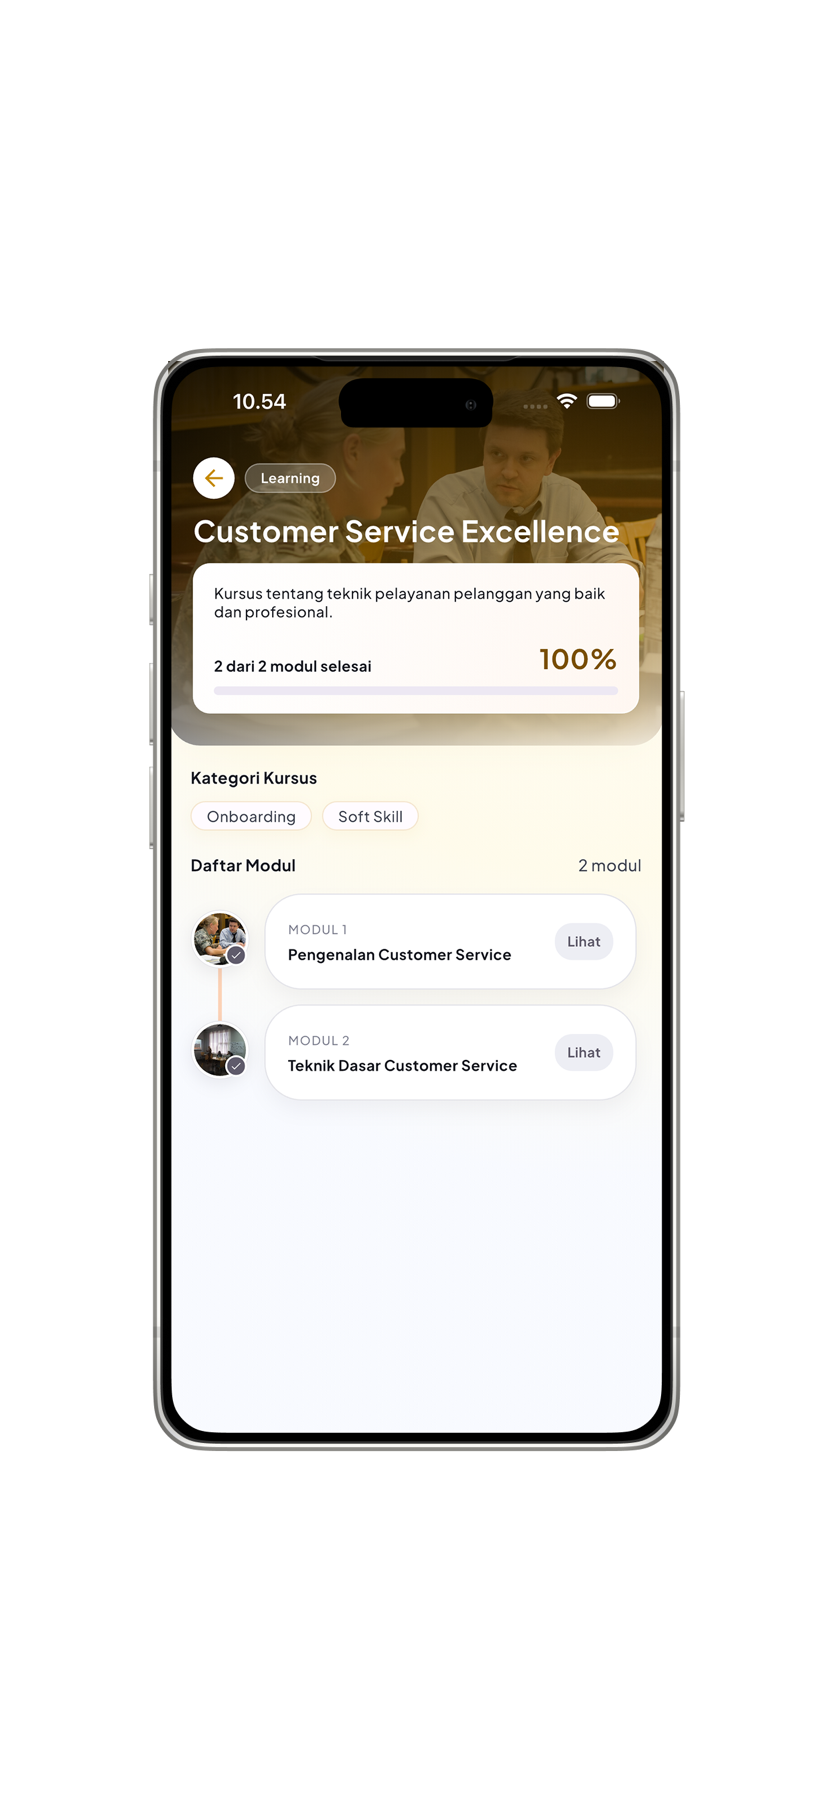 10.54
Learning
Customer Service Excellence
Kursus tentang teknik pelayanan pelanggan yang baik
dan profesional.
2 dari 2 modul selesai
100%
Kategori Kursus
Onboarding
Soft Skill
Daftar Modul
2 modul
MODUL 1
Pengenalan Customer Service
Lihat
MODUL 2
Teknik Dasar Customer Service
Lihat